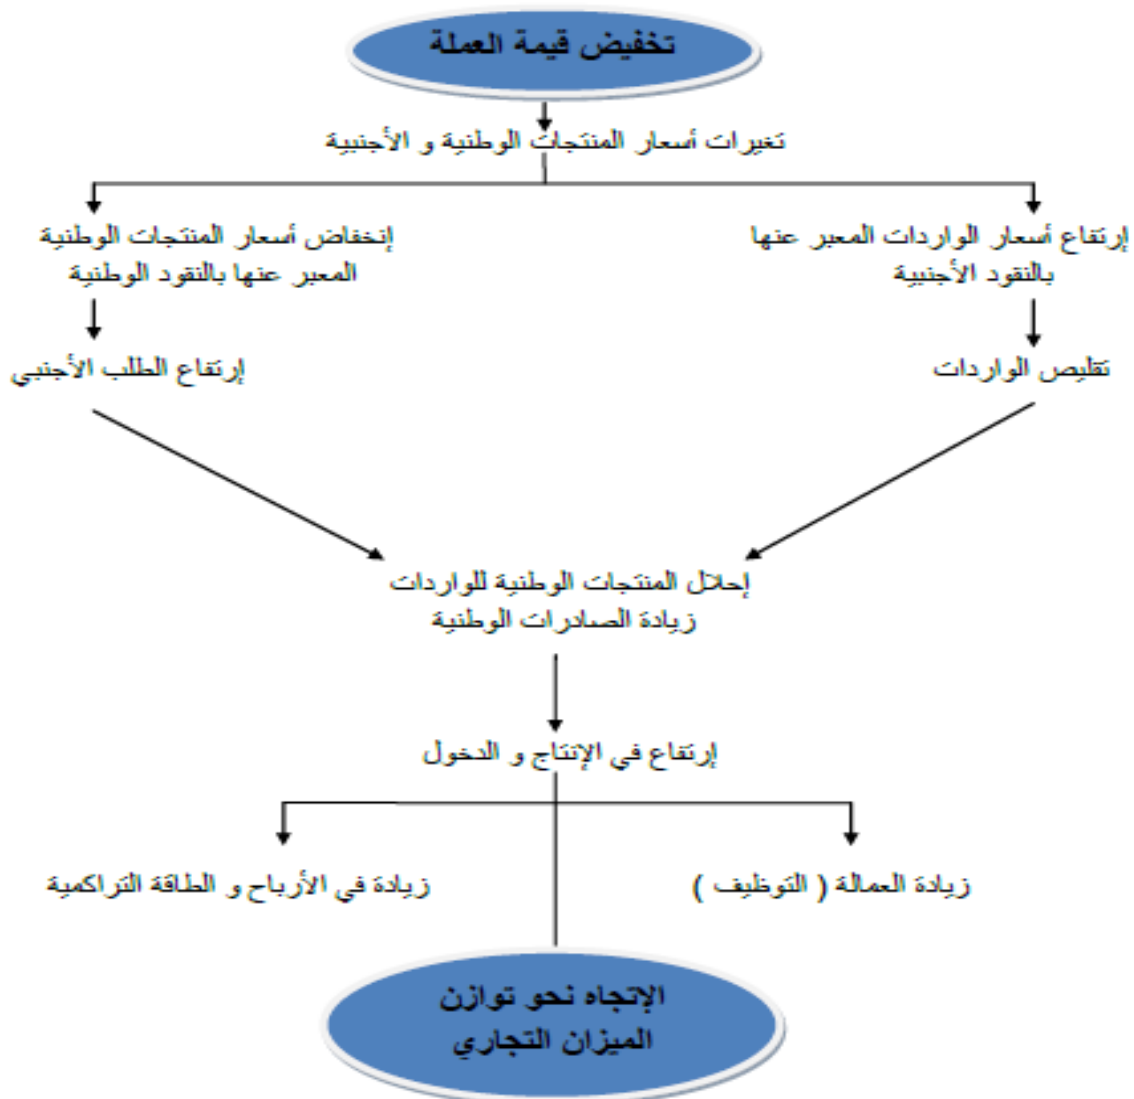 تخفيض قيمة العملة
تغيرات أسعار المنتجات الوطنية و الأجنبية
إرتفاع أسعار الواردات المعبر عنها
بالنقود الأجنبية
إنخفاض أسعار المنتجات الوطنية
المعبر عنها بالنقود الوطنية
تقليص الواردات
إرتفاع الطلب الأجنبي
إحلال المنتجات الوطنية للواردات
زيادة الصادرات الوطنية
إرتفاع في الإنتاج و الدخول
زيادة العمالة ( التوظيف )
زيادة في الأرباح و الطاقة التراكمية
الإتجاه نحو توازن
الميزان التجاري